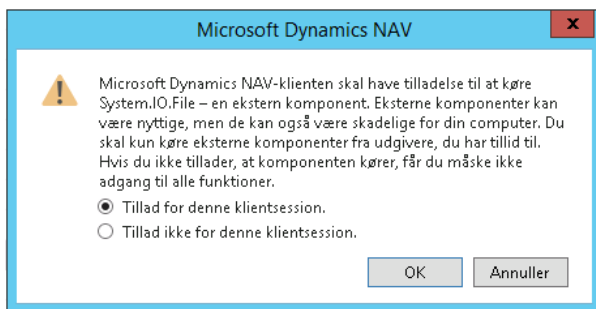 Microsoft Dynamics NAV
x
Microsoft Dynamics NAV-klienten skal have tilladelse til at køre
System.IO.File – en ekstern komponent. Eksterne komponenter kan
være nyttige, men de kan også være skadelige for din computer. Du
skal kun køre eksterne komponenter fra udgivere, du har tillid til.
Hvis du ikke tillader, at komponenten kører, får du måske ikke
adgang til alle funktioner.
Tillad for denne klientsession.
Tillad ikke for denne klientsession.
OK Annuller